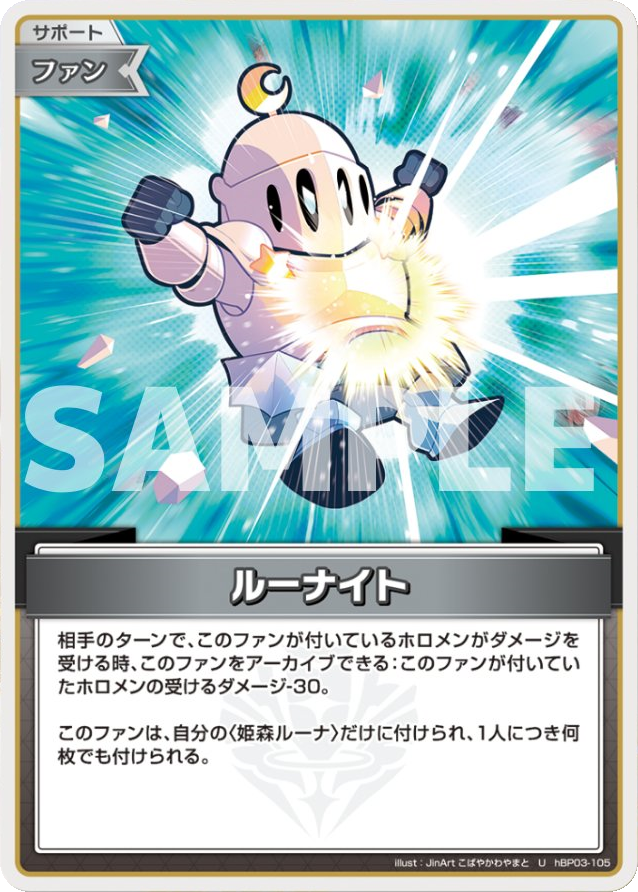 サポート
ファン
SAMPLE
ルーナイト
相手のターンで、このファンが付いているホロメンがダメージを
受ける時、このファンをアーカイブできる：このファンが付いてい
たホロメンの受けるダメージ-30。
このファンは、自分の〈姫森ルーナ〉だけに付けられ、1人につき何
枚でも付けられる。
illust：JinArt こばやかわやまと U hBP03-105